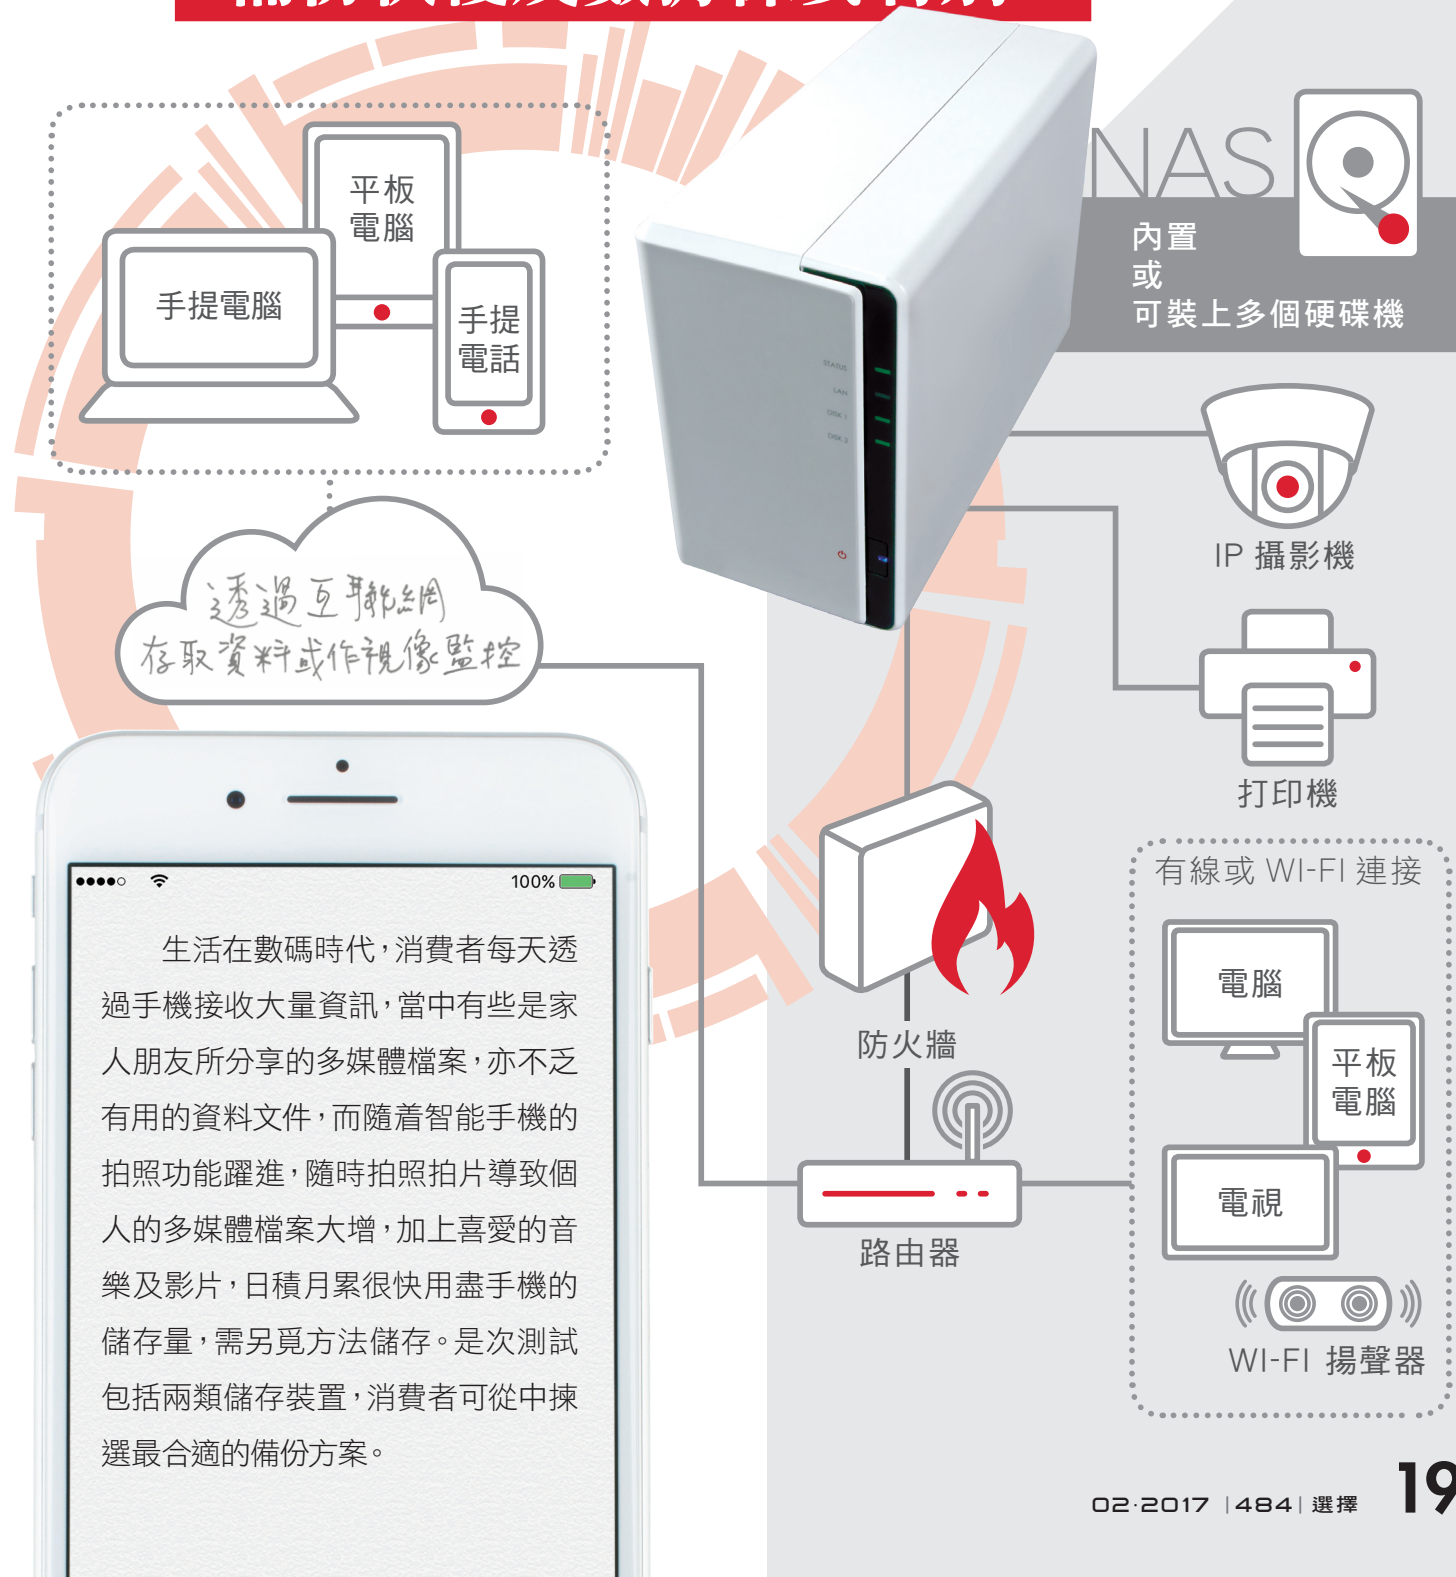 NAS
內置
或
可裝上多個硬碟機
平板
電腦
手提電腦
手提
電話
STATUS
LAN
DISK 1
DISK 2
透過互聯網
存取資料或作視像監控
IP 攝影機
打印機
有線或 WI-FI 連接
電腦
平板
電腦
電視
WI-FI 揚聲器
防火牆
路由器
100%
生活在數碼時代，消費者每天透
過手機接收大量資訊，當中有些是家
人朋友所分享的多媒體檔案，亦不乏
有用的資料文件，而隨着智能手機的
拍照功能躍進，隨時拍照拍片導致個
人的多媒體檔案大增，加上喜愛的音
樂及影片，日積月累很快用盡手機的
儲存量，需另覓方法儲存。是次測試
包括兩類儲存裝置，消費者可從中揀
選最合適的備份方案。
02·2017 |484| 選擇 19